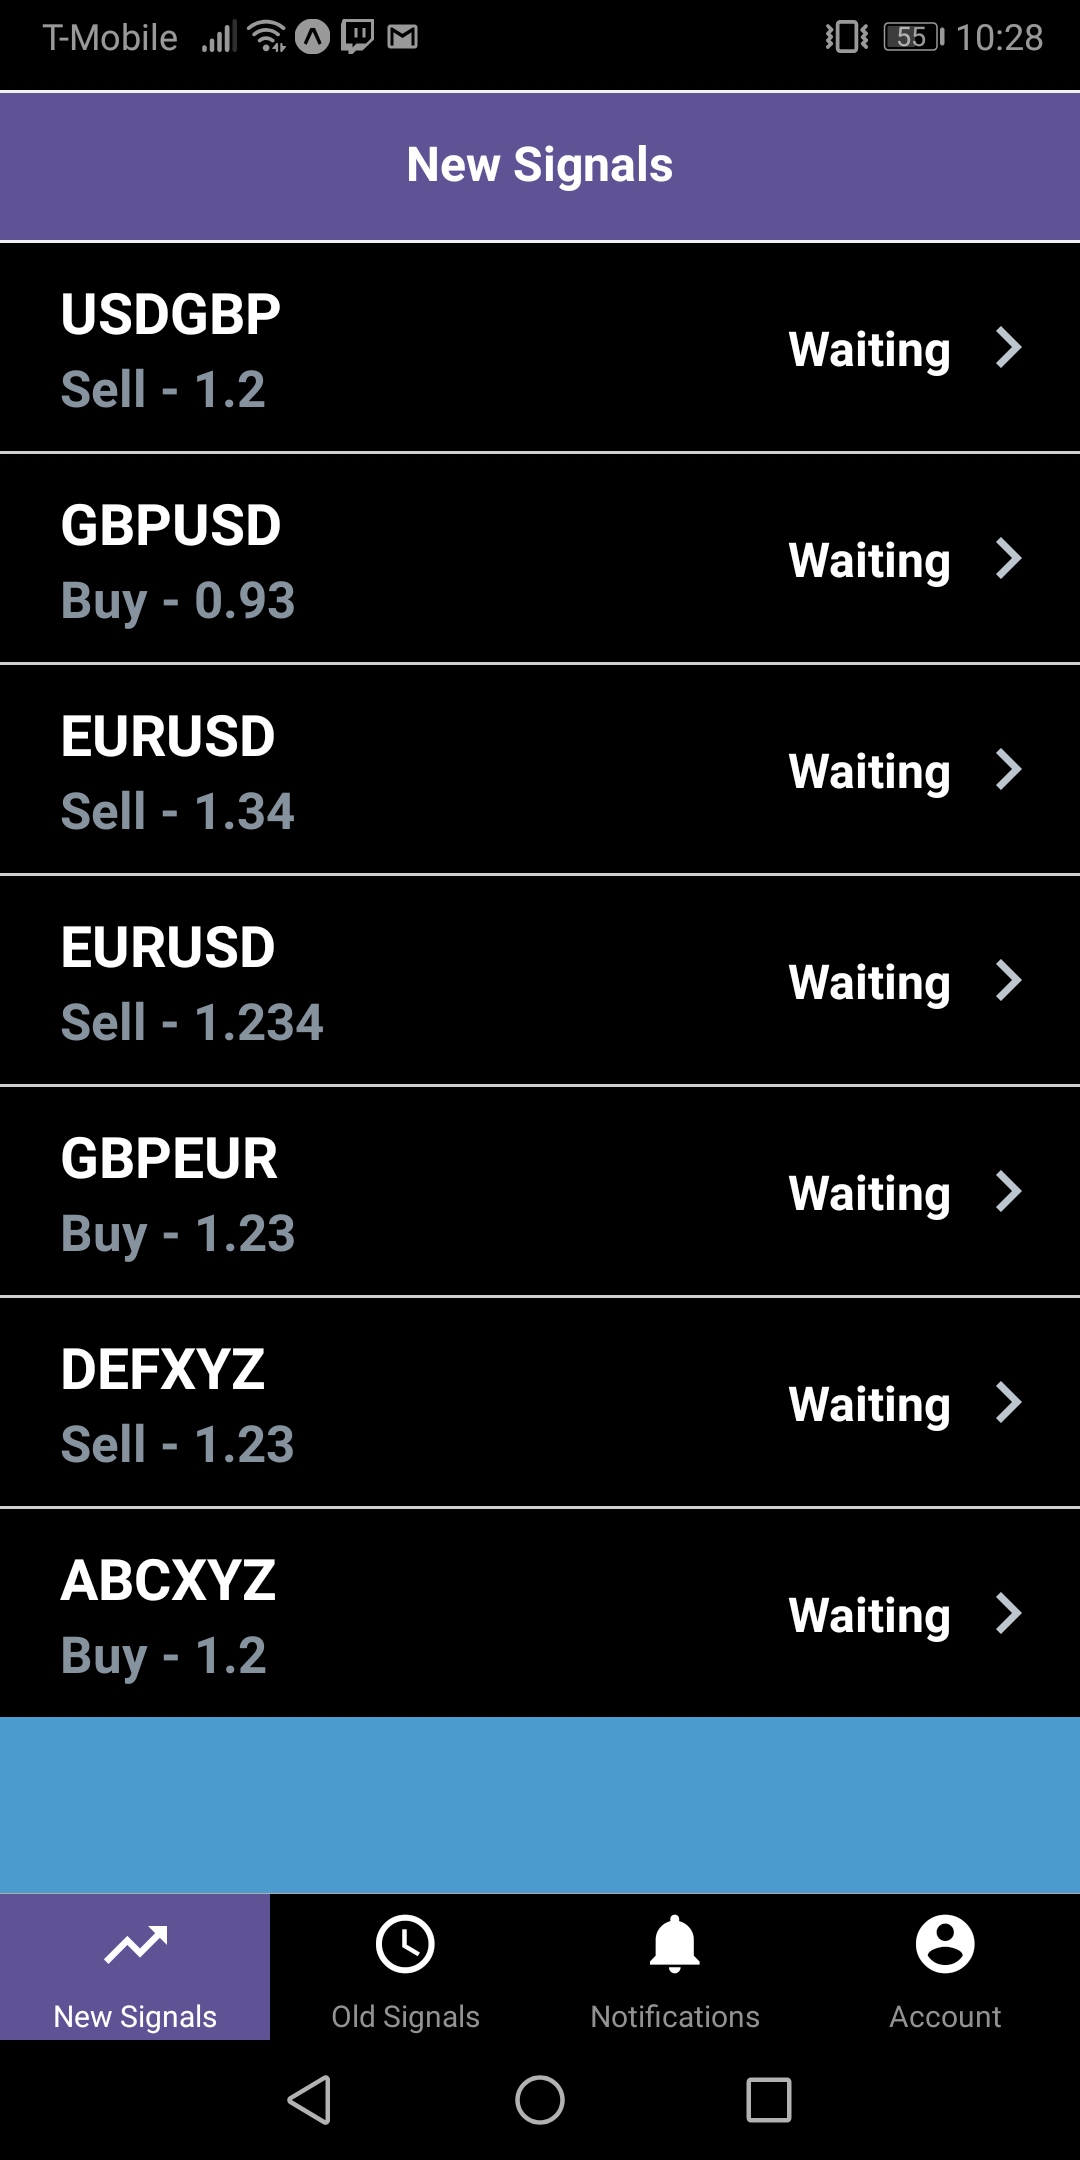 T-Mobile 55 10:28
New Signals
USDGBP
Sell - 1.2
Waiting
GBPUSD
Buy - 0.93
Waiting
EURUSD
Sell - 1.34
Waiting
EURUSD
Sell - 1.234
Waiting
GBPEUR
Buy - 1.23
Waiting
DEFXYZ
Sell - 1.23
Waiting
ABCXYZ
Buy - 1.2
Waiting
New Signals Old Signals Notifications Account